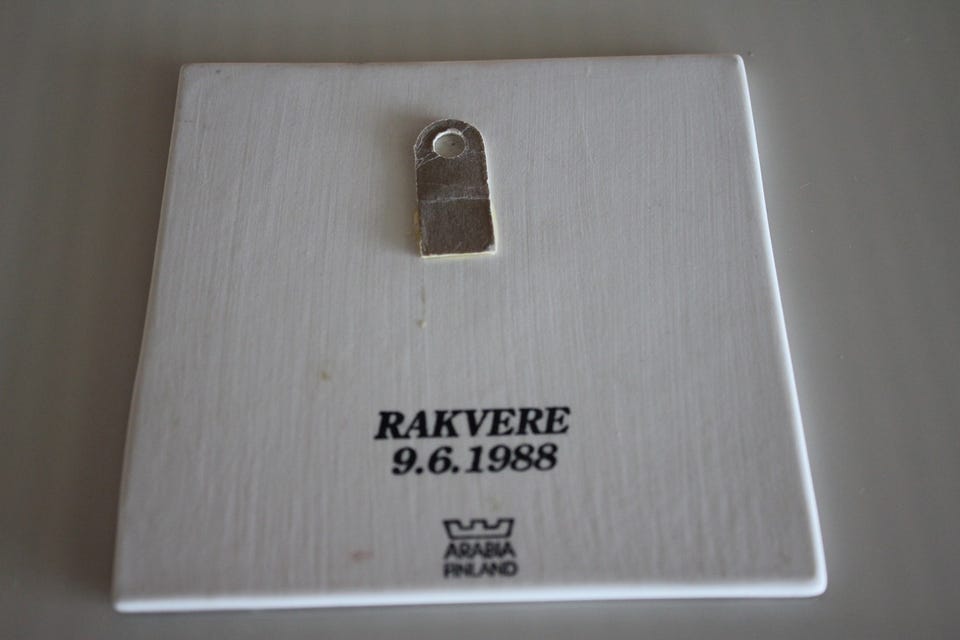 RAKVERE
9.6.1988
ARABIA
FINLAND